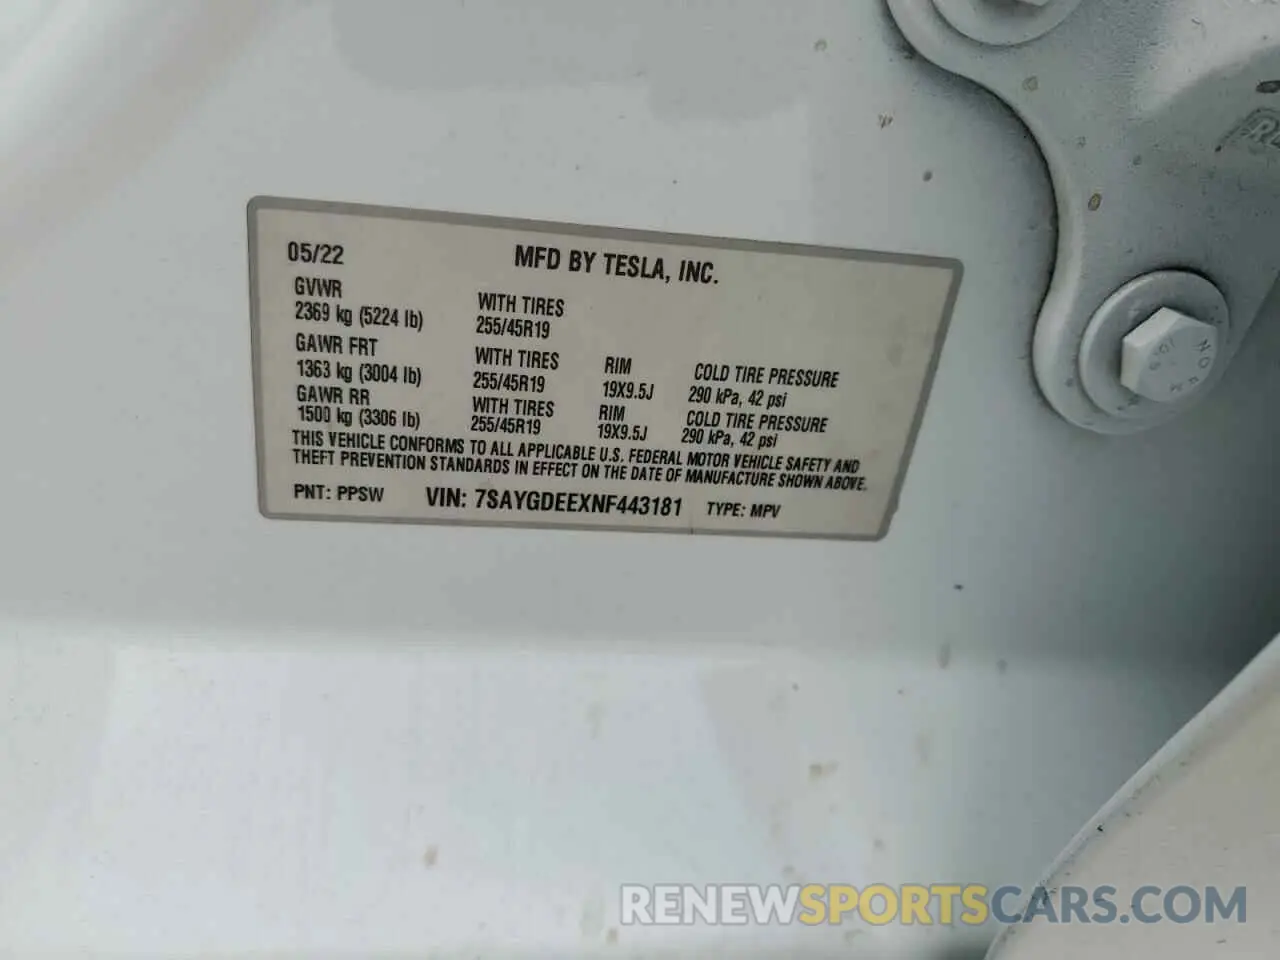 05/22 MFD BY TESLA, INC.
GVWR
2369 kg (5224 lb) WITH TIRES 255/45R19
GAWR FRT
1363 kg (3004 lb) WITH TIRES 255/45R19 RIM 19X9.5J COLD TIRE PRESSURE 290 kPa, 42 psi
GAWR RR
1500 kg (3306 lb) WITH TIRES 255/45R19 RIM 19X9.5J COLD TIRE PRESSURE 290 kPa, 42 psi
THIS VEHICLE CONFORMS TO ALL APPLICABLE U.S. FEDERAL MOTOR VEHICLE SAFETY AND
THEFT PREVENTION STANDARDS IN EFFECT ON THE DATE OF MANUFACTURE SHOWN ABOVE.
PNT: PPSW VIN: 7SAYGDEEXNF443181 TYPE: MPV
RENEWSPORTSCARS.COM